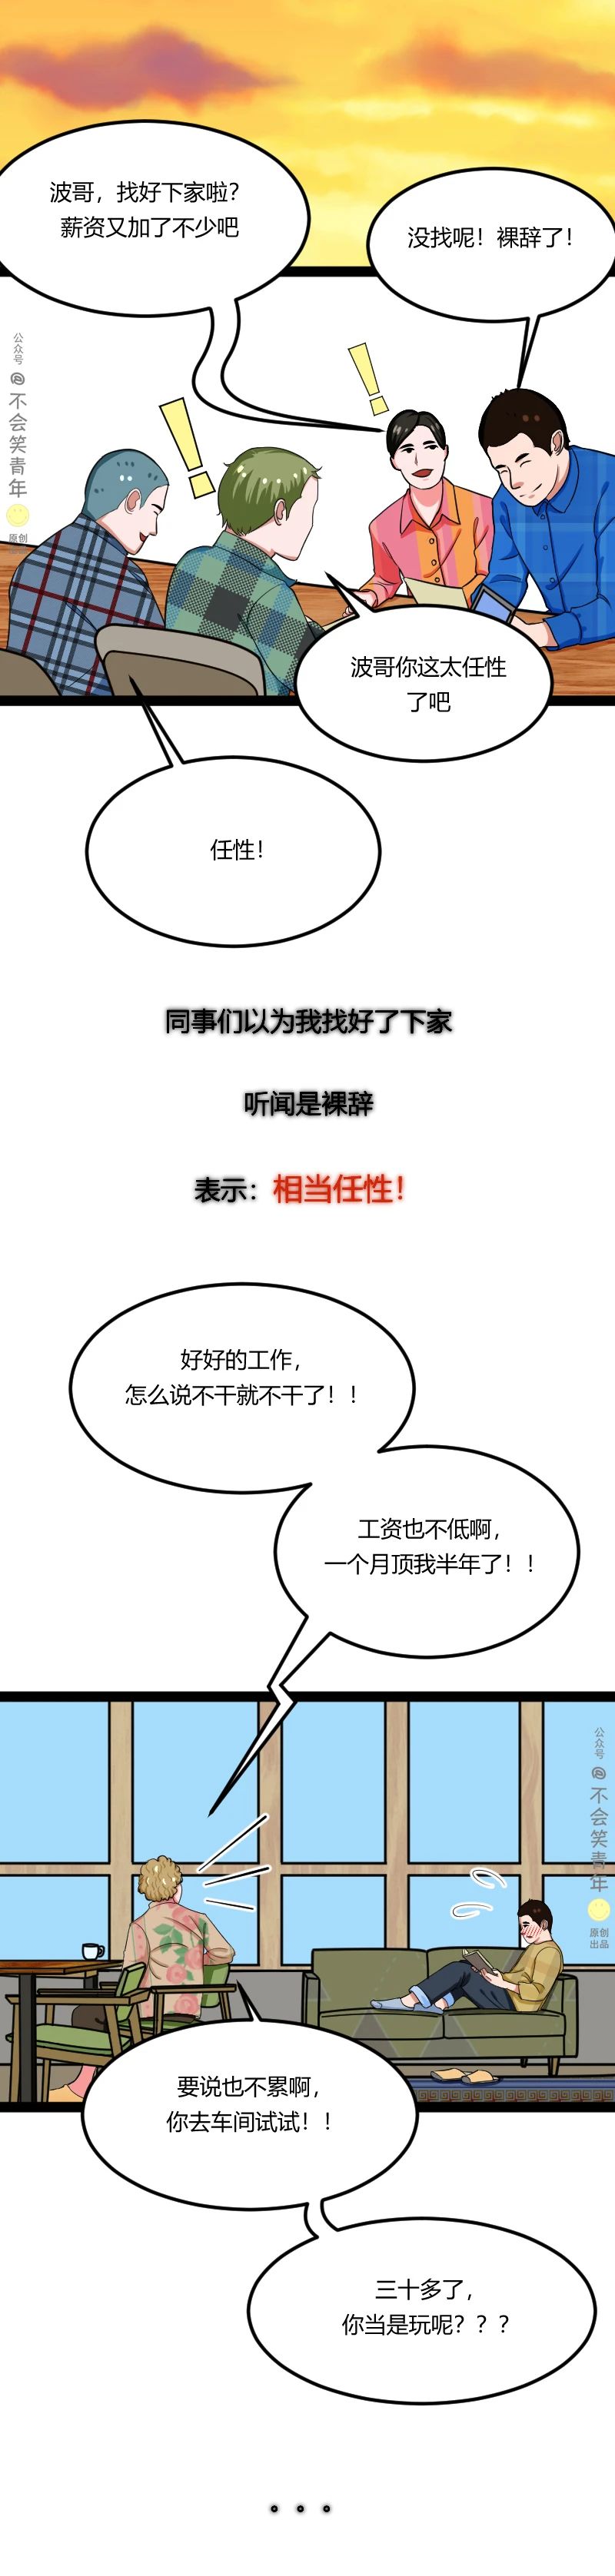 波哥，找好下家啦？
薪资又加了不少吧
没找呢！裸辞了！
公众号
不会笑青年
原创
波哥你这太任性
了吧
任性！
同事们以为我找好了下家
听闻是裸辞
表示：相当任性！
好好的工作，
怎么说不干就不干了！！
工资也不低啊，
一个月顶我半年了！！
公众号
不会笑青年
原创
出品
要说也不累啊，
你去车间试试！！
三十多了，
你当是玩呢？？？
。。。